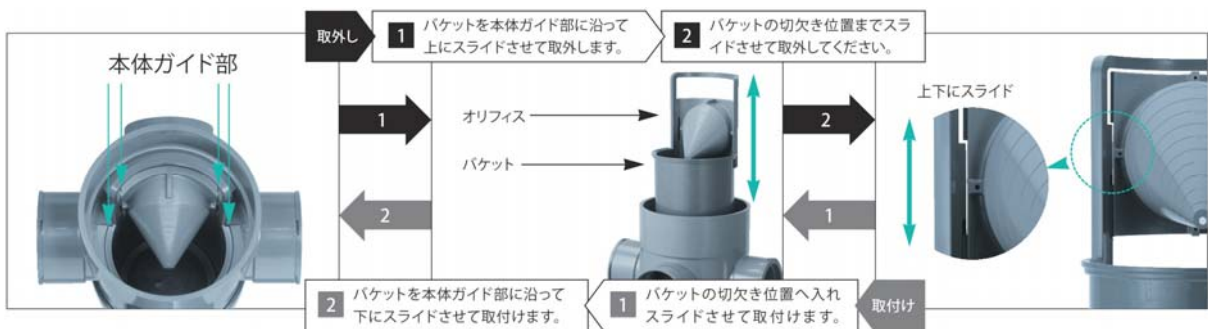 取外し
1
バケットを本体ガイド部に沿って
上にスライドさせて取外します。
2
バケットの切欠き位置までスラ
イドさせて取外してください。
本体ガイド部
1
オリフィス
バケット
2
上下にスライド
2
1
2
バケットを本体ガイド部に沿って
下にスライドさせて取付けます。
1
バケットの切欠き位置へ入れ
スライドさせて取付けます。
取付け